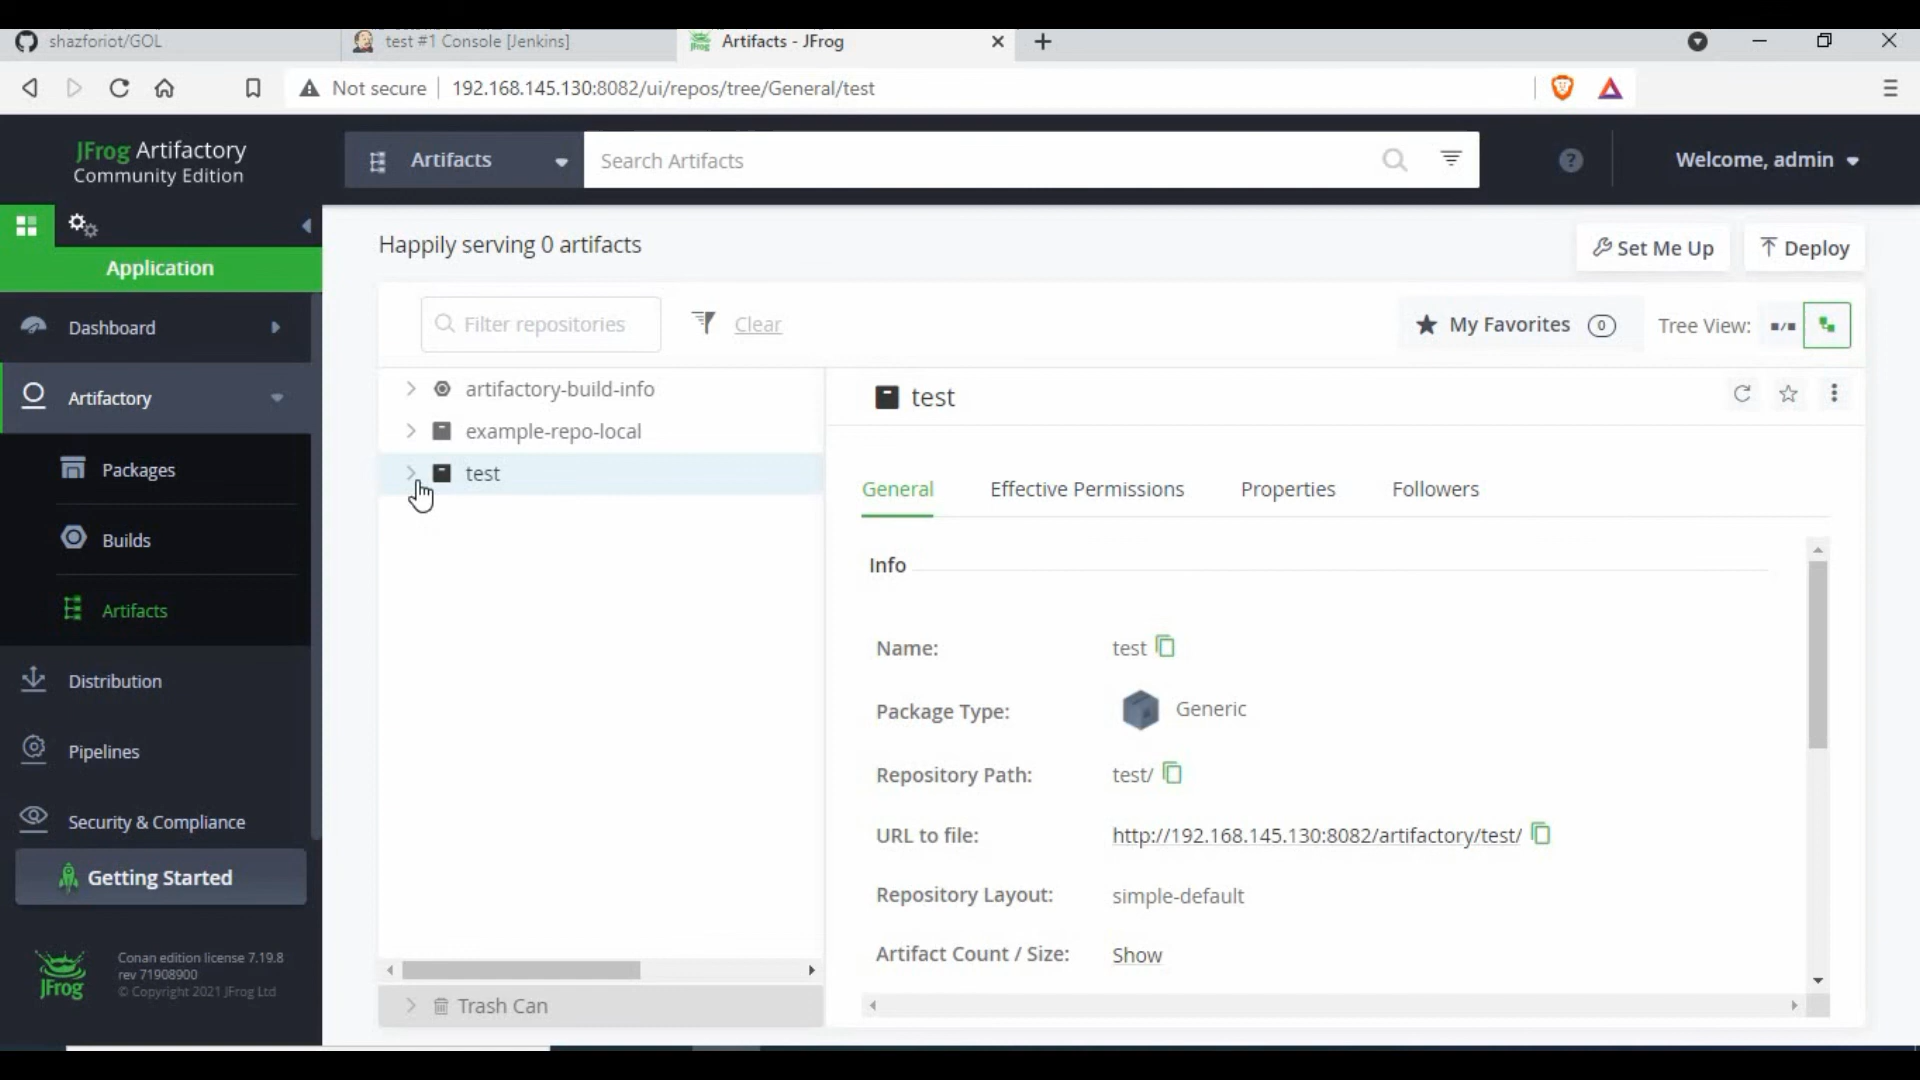 shazforiot/GOL
test #1 Console [Jenkins]
Artifacts - JFrog
Not secure
192.168.145.130:8082/ui/repos/tree/General/test
JFrog Artifactory
Community Edition
Artifacts
Search Artifacts
Welcome, admin
Application
Happily serving 0 artifacts
Set Me Up
Deploy
Dashboard
Filter repositories
Clear
My Favorites 0
Tree View:
Artifactory
artifactory-build-info
example-repo-local
test
test
Packages
Builds
Artifacts
General
Effective Permissions
Properties
Followers
Info
Name: test
Package Type: Generic
Repository Path: test/
URL to file: http://192.168.145.130:8082/artifactory/test/
Repository Layout: simple-default
Artifact Count / Size: Show
Distribution
Pipelines
Security & Compliance
Getting Started
JFrog
Conan edition license 7.19.8
rev 71908900
© Copyright 2021 JFrog Ltd
Trash Can